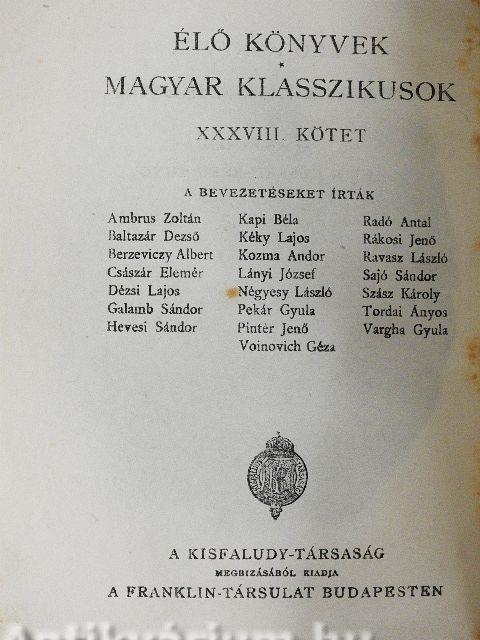 ÉLŐ KÖNYVEK
*
MAGYAR KLASSZIKUSOK
XXXVIII. KÖTET
A BEVEZETÉSEKET ÍRTÁK
Ambrus Zoltán
Baltazár Dezső
Berzeviczy Albert
Császár Elemér
Dézsi Lajos
Galamb Sándor
Hevesi Sándor
Kapi Béla
Kéky Lajos
Kozma Andor
Lányi József
Négyesy László
Pekár Gyula
Pintér Jenő
Voinovich Géza
Radó Antal
Rákosi Jenő
Ravasz László
Sajó Sándor
Szász Károly
Tordai Ányos
Vargha Gyula
A KISFALUDY-TÁRSASÁG
MEGBIZÁSÁBÓL KIADJA
A FRANKLIN-TÁRSULAT BUDAPESTEN
Antikvárium.hu